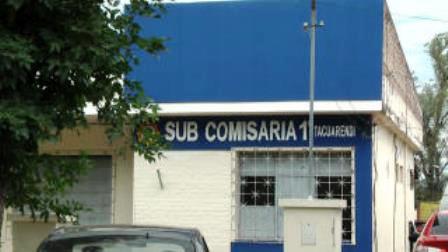 SUB COMISARIA 1 TACUARENDI